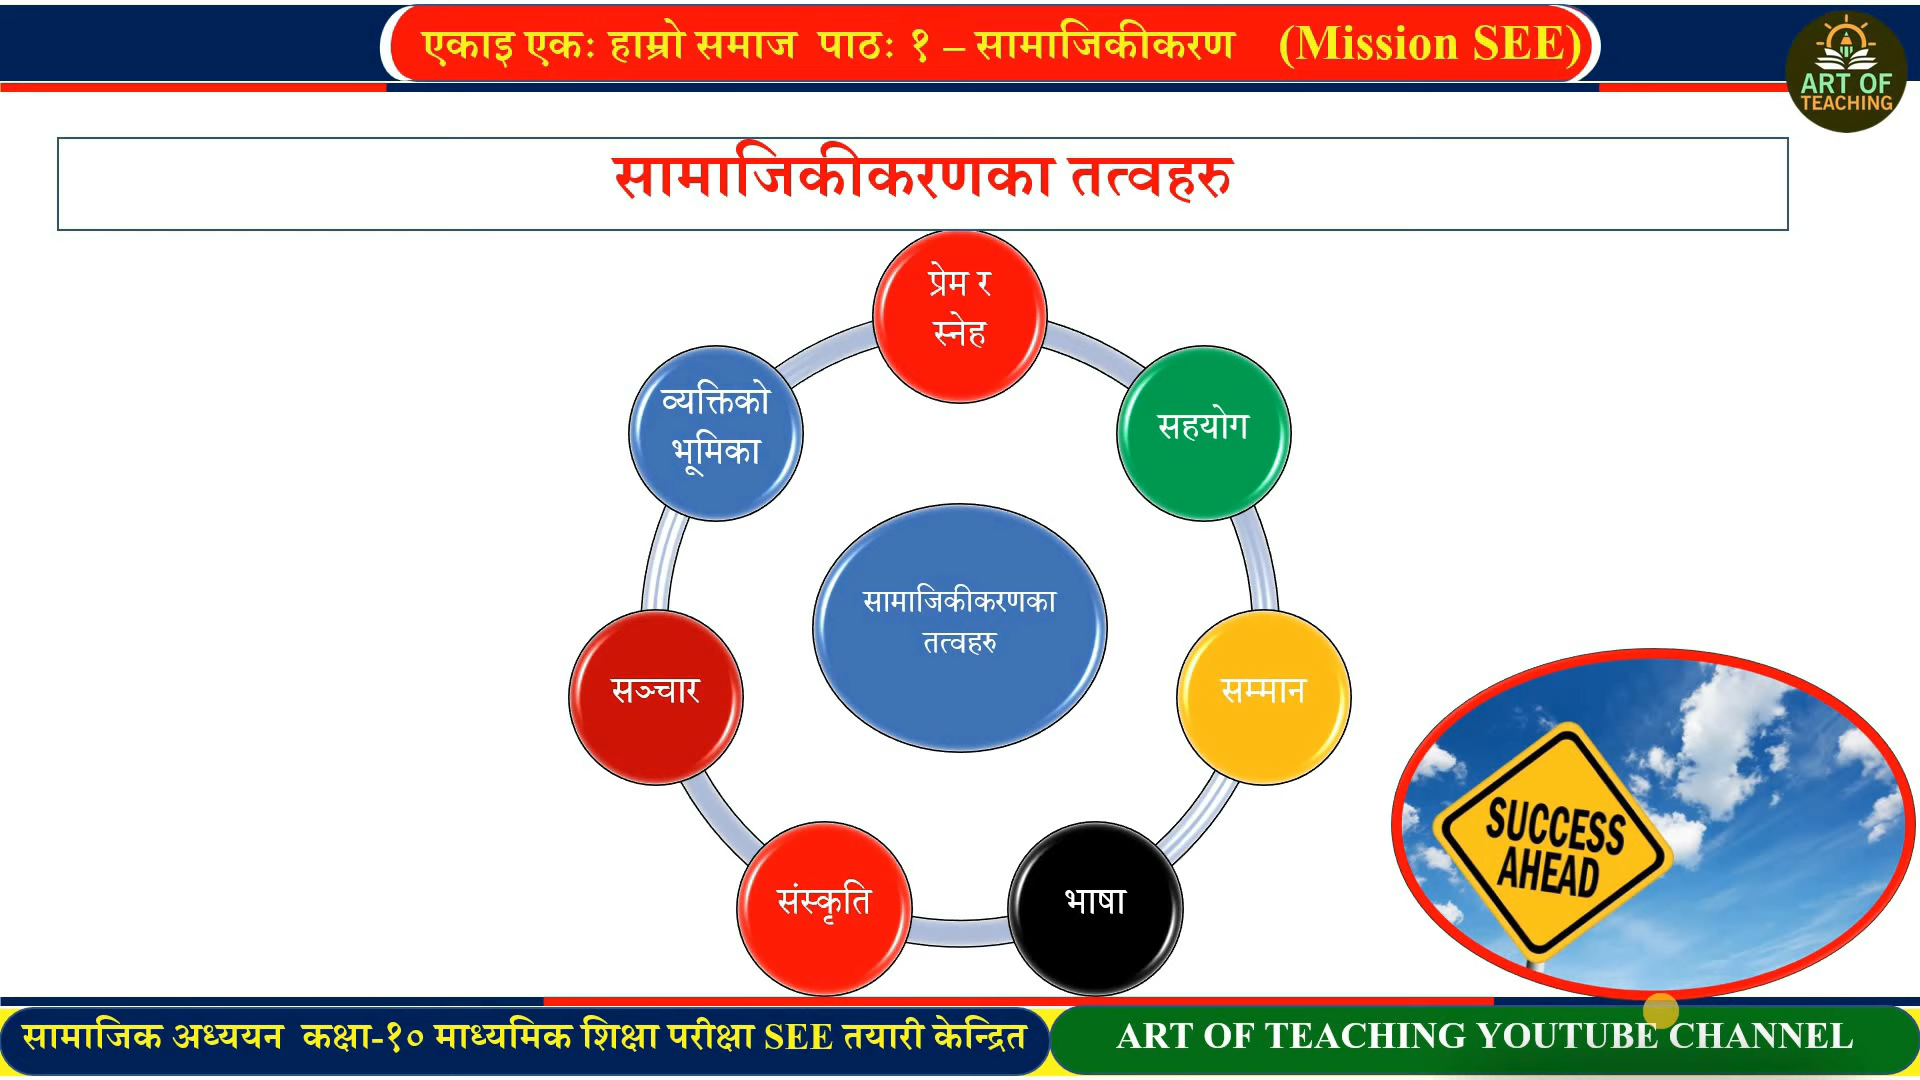 एकाइ एकः हाम्रो समाज पाठः १ – सामाजिकीकरण (Mission SEE)
ART OF
TEACHING
सामाजिकीकरणका तत्वहरु
प्रेम र
स्नेह
व्यक्तिको
भूमिका
सहयोग
सामाजिकीकरणका
तत्वहरु
सञ्चार
सम्मान
संस्कृति
भाषा
SUCCESS
AHEAD
सामाजिक अध्ययन कक्षा-१० माध्यमिक शिक्षा परीक्षा SEE तयारी केन्द्रित
ART OF TEACHING YOUTUBE CHANNEL